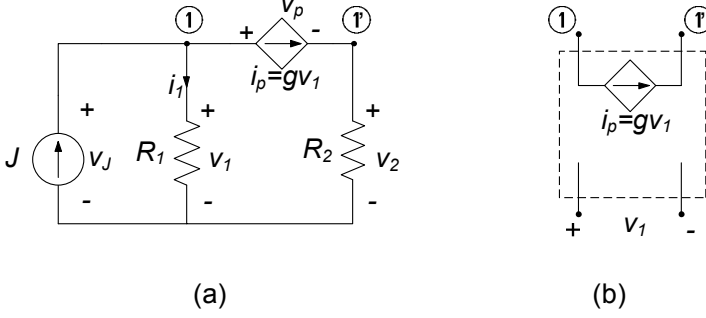 1 v_p 1'
+ -
i_1 i_p=gv_1
+ + +
J v_J R_1 v_1 R_2 v_2
- - -
(a)
1 1'
i_p=gv_1
+ v_1 -
(b)